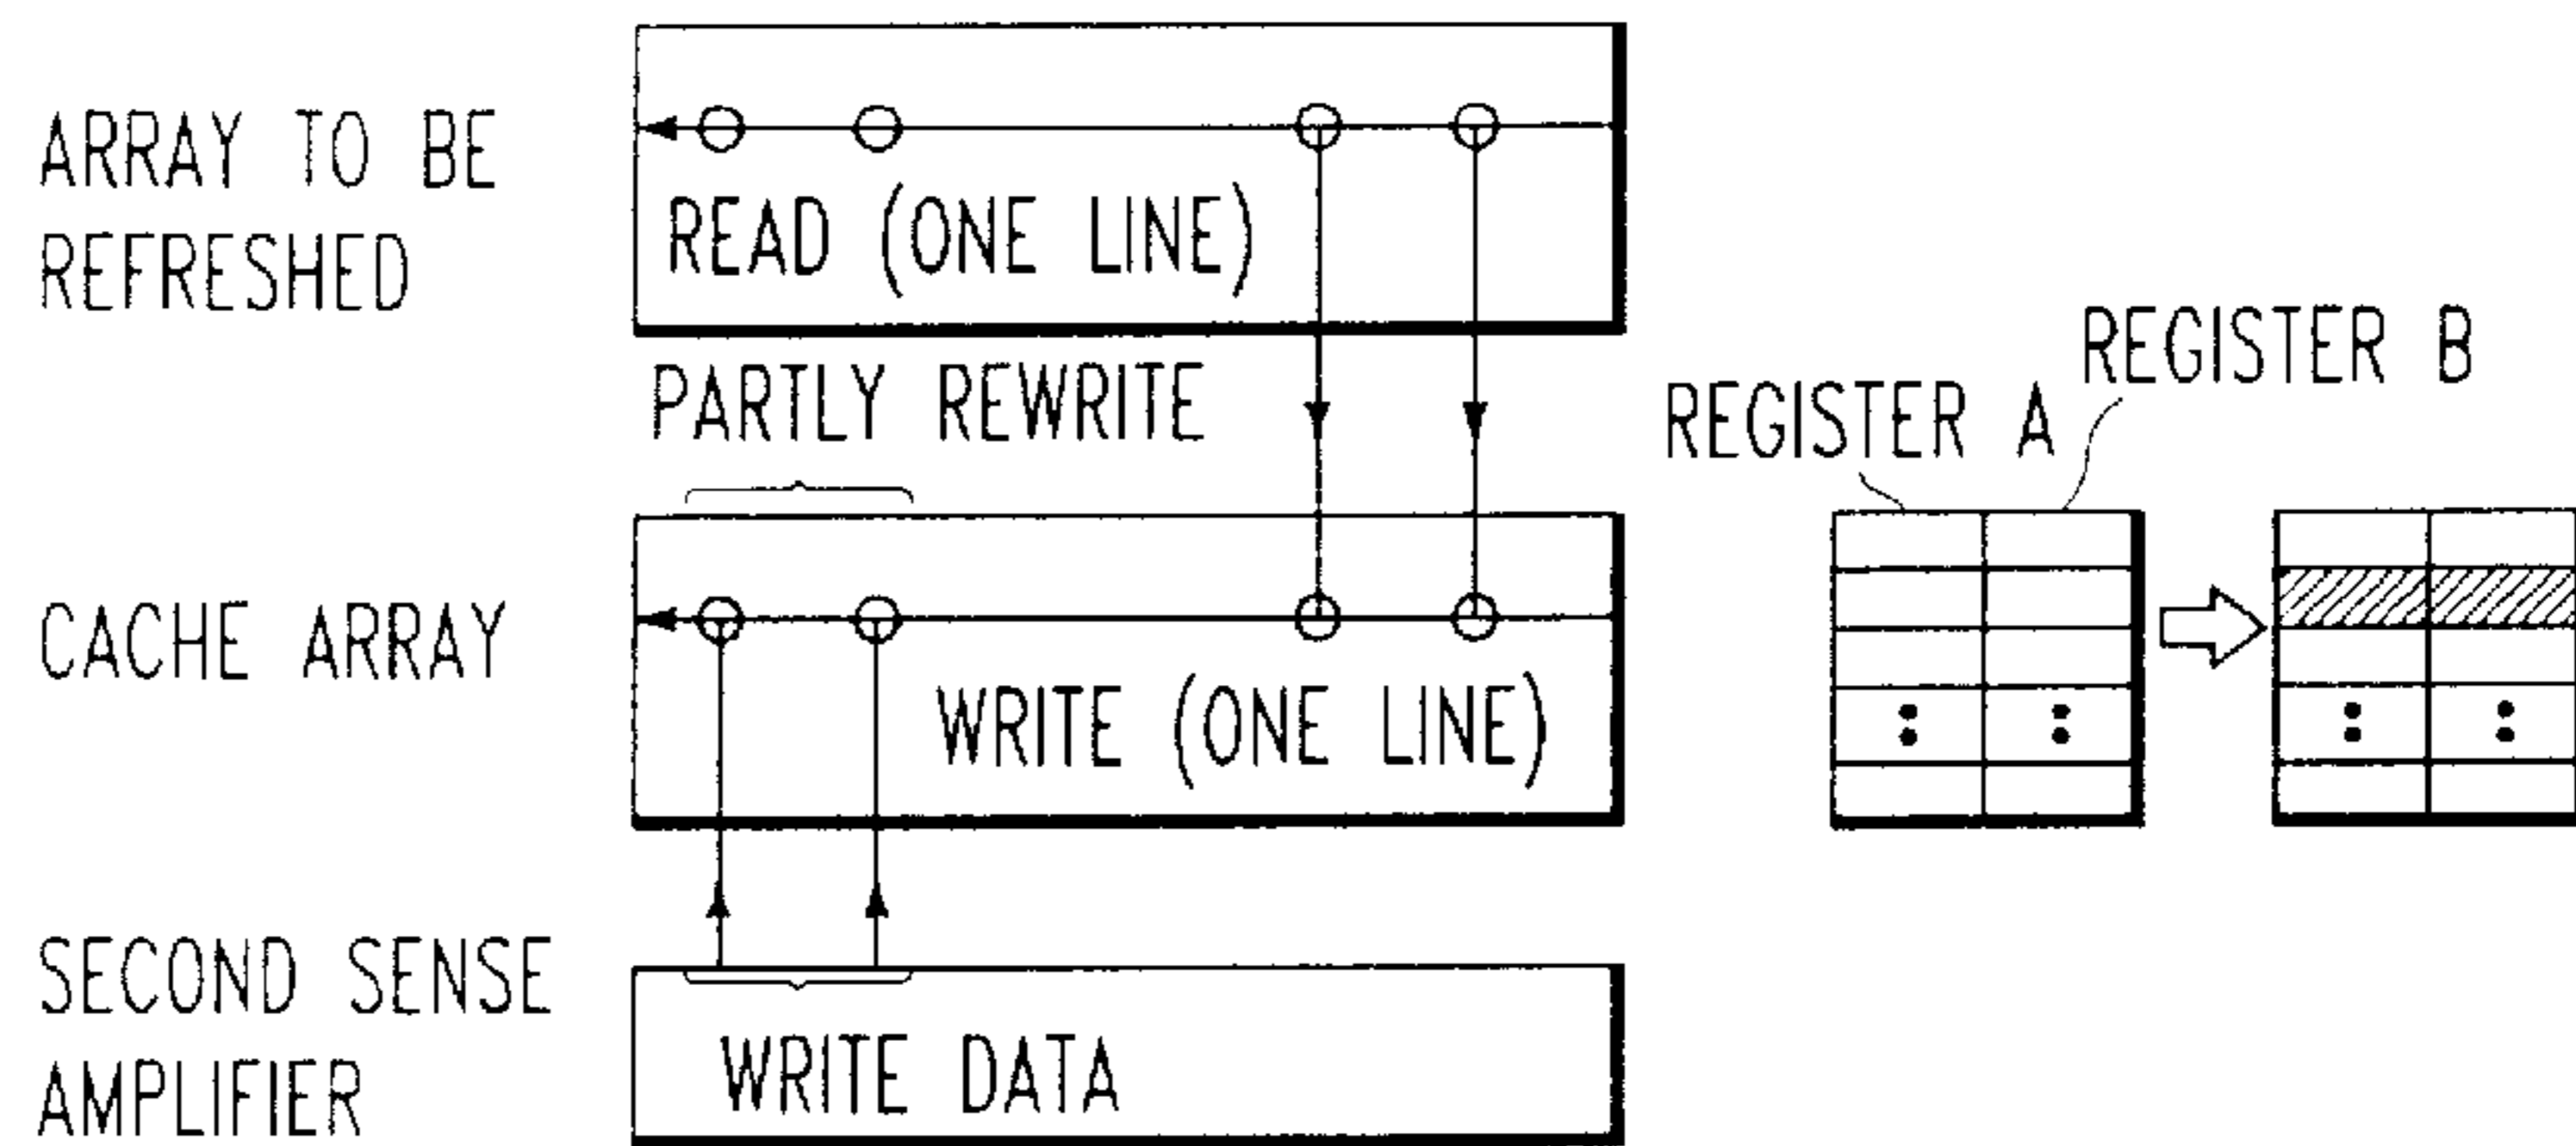 ARRAY TO BE
REFRESHED
READ (ONE LINE)
PARTLY REWRITE
REGISTER A
REGISTER B
CACHE ARRAY
WRITE (ONE LINE)
SECOND SENSE
AMPLIFIER
WRITE DATA